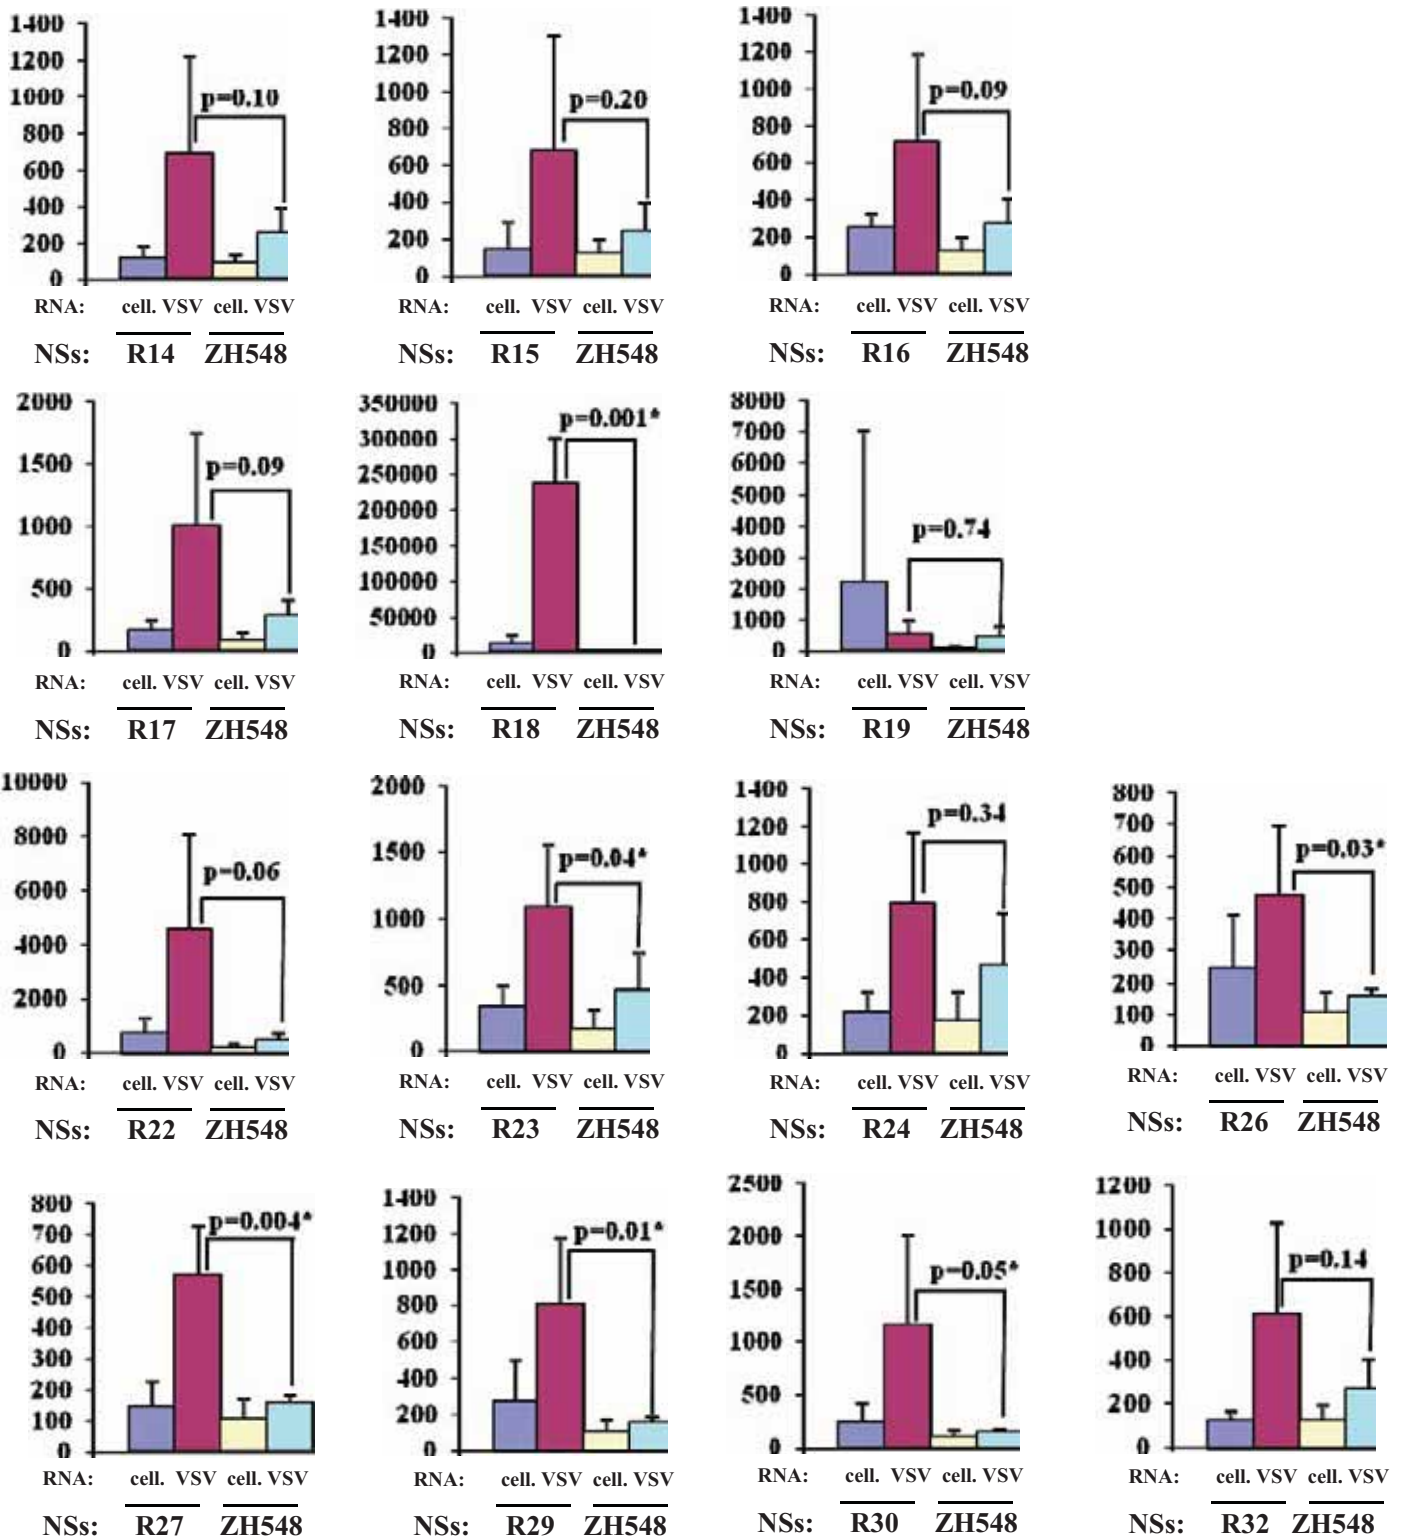 1400
1200
1000
800
600
400
200
0
p=0.10
RNA: cell. VSV cell. VSV
NSs: R14 ZH548
1400
1200
1000
800
600
400
200
0
p=0.20
RNA: cell. VSV cell. VSV
NSs: R15 ZH548
1400
1200
1000
800
600
400
200
0
p=0.09
RNA: cell. VSV cell. VSV
NSs: R16 ZH548
2000
1500
1000
500
0
p=0.09
RNA: cell. VSV cell. VSV
NSs: R17 ZH548
350000
300000
250000
200000
150000
100000
50000
0
p=0.001*
RNA: cell. VSV cell. VSV
NSs: R18 ZH548
8000
7000
6000
5000
4000
3000
2000
1000
0
p=0.74
RNA: cell. VSV cell. VSV
NSs: R19 ZH548
10000
8000
6000
4000
2000
0
p=0.06
RNA: cell. VSV cell. VSV
NSs: R22 ZH548
2000
1500
1000
500
0
p=0.04*
RNA: cell. VSV cell. VSV
NSs: R23 ZH548
1400
1200
1000
800
600
400
200
0
p=0.34
RNA: cell. VSV cell. VSV
NSs: R24 ZH548
800
700
600
500
400
300
200
100
0
p=0.03*
RNA: cell. VSV cell. VSV
NSs: R26 ZH548
800
700
600
500
400
300
200
100
0
p=0.004*
RNA: cell. VSV cell. VSV
NSs: R27 ZH548
1400
1200
1000
800
600
400
200
0
p=0.01*
RNA: cell. VSV cell. VSV
NSs: R29 ZH548
2500
2000
1500
1000
500
0
p=0.05*
RNA: cell. VSV cell. VSV
NSs: R30 ZH548
1200
1000
800
600
400
200
0
p=0.14
RNA: cell. VSV cell. VSV
NSs: R32 ZH548